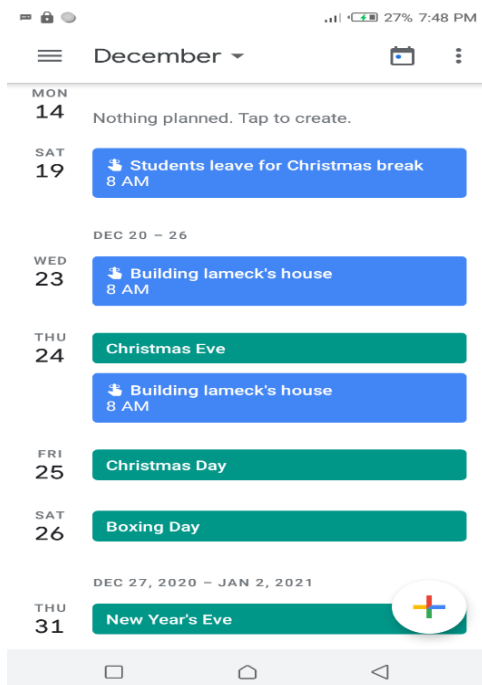 27% 7:48 PM
December
MON
14
Nothing planned. Tap to create.
SAT
19
Students leave for Christmas break
8 AM
DEC 20 – 26
WED
23
Building lameck's house
8 AM
THU
24
Christmas Eve
Building lameck's house
8 AM
FRI
25
Christmas Day
SAT
26
Boxing Day
DEC 27, 2020 – JAN 2, 2021
THU
31
New Year's Eve